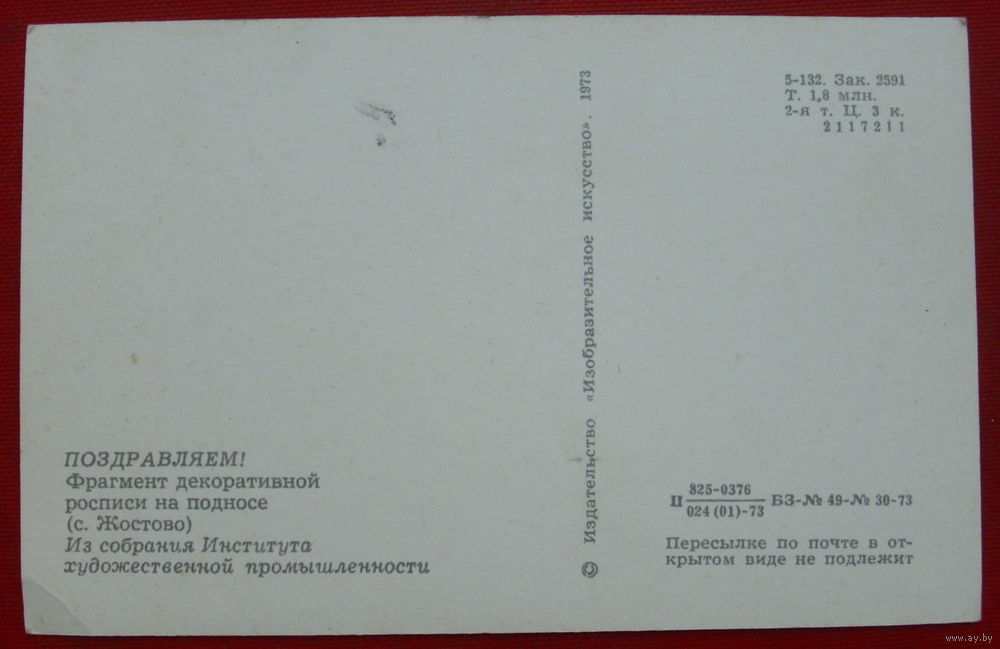 5-132. Зак. 2591
Т. 1,8 млн.
2-я т. Ц. 3 к.
2117211
© Издательство «Изобразительное искусство». 1973
ПОЗДРАВЛЯЕМ!
Фрагмент декоративной
росписи на подносе
(с. Жостово)
Из собрания Института
художественной промышленности
Ц 825-0376 БЗ-№ 49-№ 30-73
024 (01)-73
Пересылке по почте в от-
крытом виде не подлежит
www.ay.by